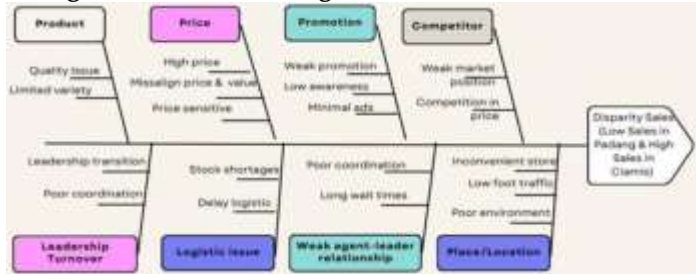 Product
Price
Promotion
Competitor
Quality Issue
Limited variety
High price
Missalign price & value
Price sensitive
Weak promotion
Low awareness
Minimal ads
Weak market
position
Competition in
price
Disparity Sales
(Low Sales in
Padang & High
Sales in
Ciamis)
Leadership transition
Poor coordination
Stock shortages
Delay logistic
Poor coordination
Long wait times
Inconvenient store
Low foot traffic
Poor environment
Leadership
Turnover
Logistic issue
Weak agent-leader
relationship
Place/Location